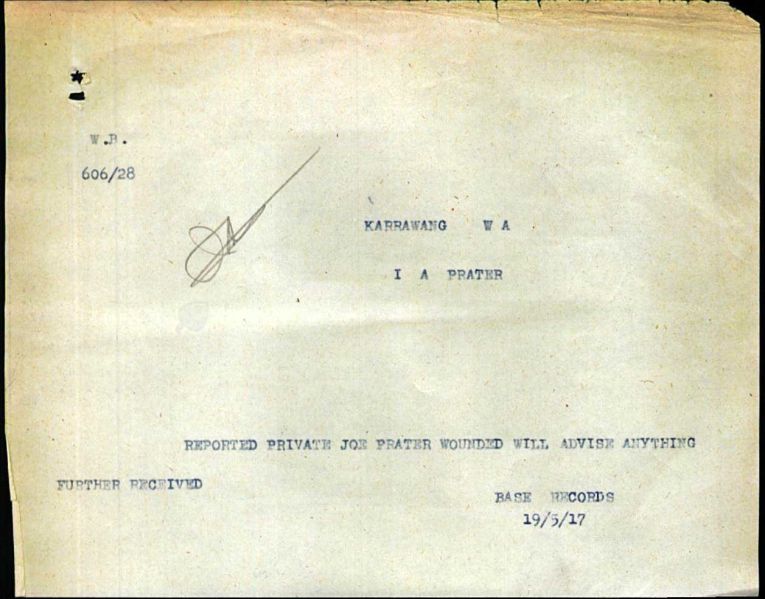 W.B.
606/28
KARRAWANG W A
I A PRATER
REPORTED PRIVATE JOE PRATER WOUNDED WILL ADVISE ANYTHING
FURTHER RECEIVED
BASE RECORDS
19/5/17